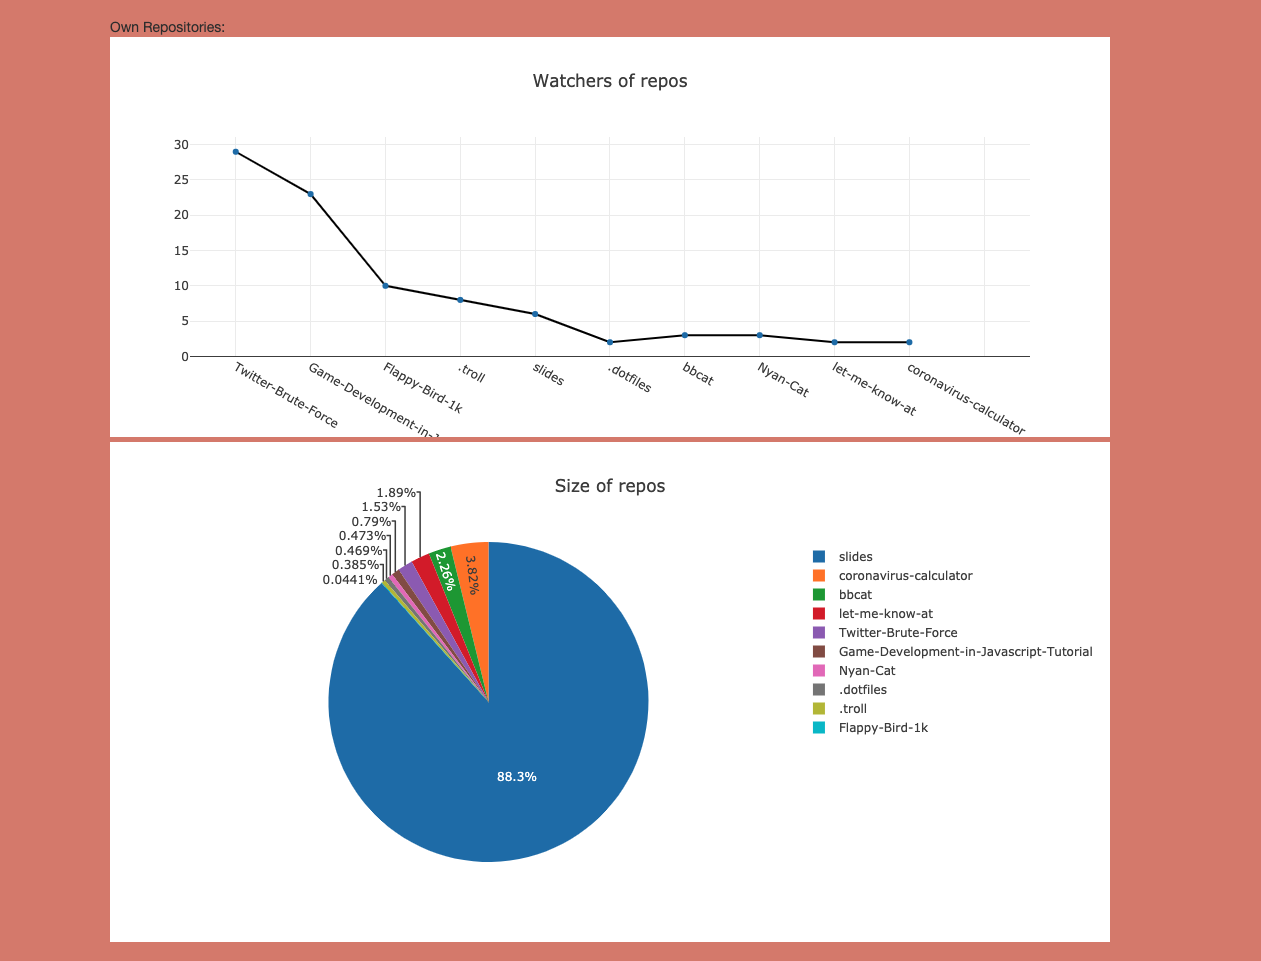 Own Repositories:
Watchers of repos
30
25
20
15
10
5
0
Twitter-Brute-Force
Game-Development-in-
Flappy-Bird-1k
.troll
slides
.dotfiles
bbcat
Nyan-Cat
let-me-know-at
coronavirus-calculator
Size of repos
1.89%
1.53%
0.79%
0.473%
0.469%
0.385%
0.0441%
2.26%
3.82%
88.3%
slides
coronavirus-calculator
bbcat
let-me-know-at
Twitter-Brute-Force
Game-Development-in-Javascript-Tutorial
Nyan-Cat
.dotfiles
.troll
Flappy-Bird-1k